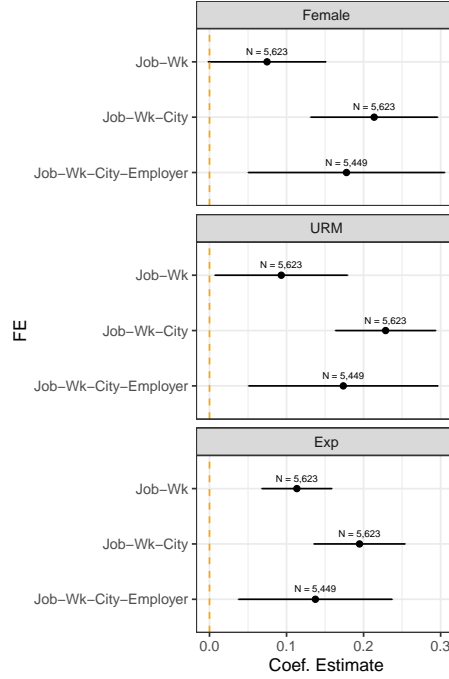 Female
Job−Wk
N = 5,623
Job−Wk−City
N = 5,623
Job−Wk−City−Employer
N = 5,449
URM
Job−Wk
N = 5,623
Job−Wk−City
N = 5,623
Job−Wk−City−Employer
N = 5,449
FE
Exp
Job−Wk
N = 5,623
Job−Wk−City
N = 5,623
Job−Wk−City−Employer
N = 5,449
0.0 0.1 0.2 0.3
Coef. Estimate